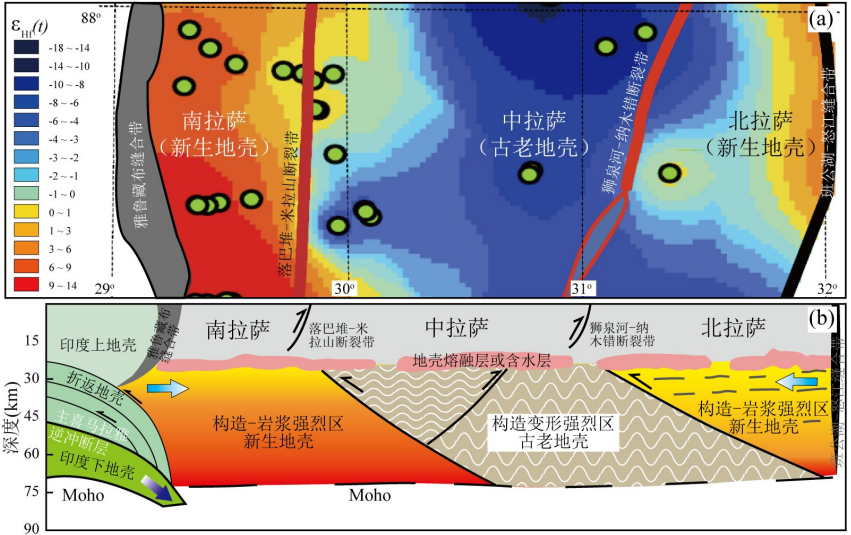 88°
(a)
εHf(t)
-18 ~ -14
-14 ~ -10
-10 ~ -8
-8 ~ -6
-6 ~ -4
-4 ~ -3
-3 ~ -2
-2 ~ -1
-1 ~ 0
0 ~ 1
1 ~ 3
3 ~ 6
6 ~ 9
9 ~ 14
雅鲁藏布缝合带
南拉萨
（新生地壳）
落巴堆-米拉山断裂带
中拉萨
（古老地壳）
狮泉河-纳木错断裂带
北拉萨
（新生地壳）
班公湖-怒江缝合带
29°
30°
31°
32°
(b)
深度(km)
15
30
45
60
75
90
印度上地壳
雅鲁藏布
缝合带
南拉萨
落巴堆-米
拉山断裂带
中拉萨
狮泉河-纳
木错断裂带
北拉萨
地壳熔融层或含水层
折返地壳
主喜马拉雅
逆冲断层
印度下地壳
构造-岩浆强烈区
新生地壳
构造变形强烈区
古老地壳
构造-岩浆强烈区
新生地壳
Moho
Moho